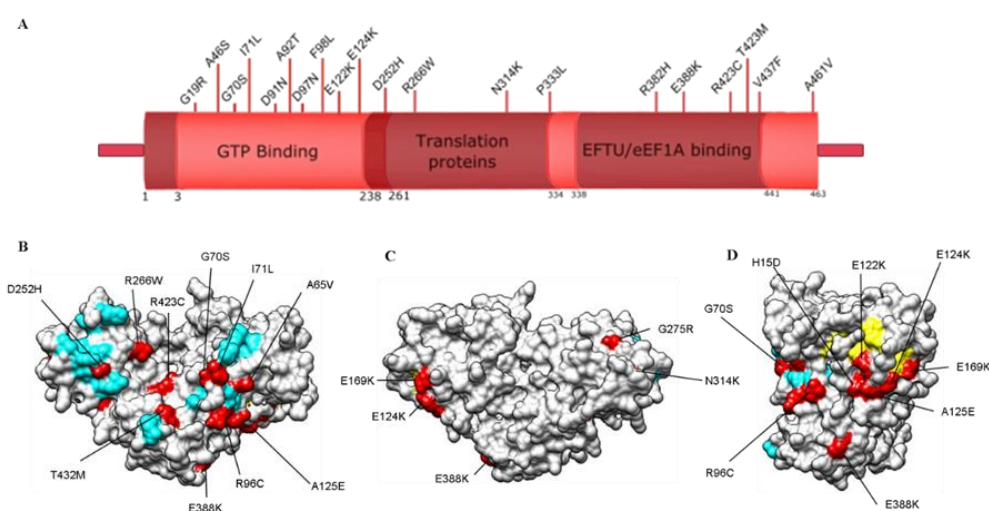 A
G19R
A46S
G70S
I71L
D91N
A92T
D97N
F98L
E122K
E124K
D252H
R266W
N314K
P333L
R382H
E388K
R423C
T423M
V437F
A461V
GTP Binding
Translation
proteins
EFTU/eEF1A binding
1
3
238
261
334
338
441
463
B
D252H
R266W
R423C
G70S
I71L
A65V
T432M
E388K
R96C
A125E
C
G275R
N314K
E169K
E124K
E388K
D
H15D
E122K
E124K
G70S
E169K
A125E
R96C
E388K